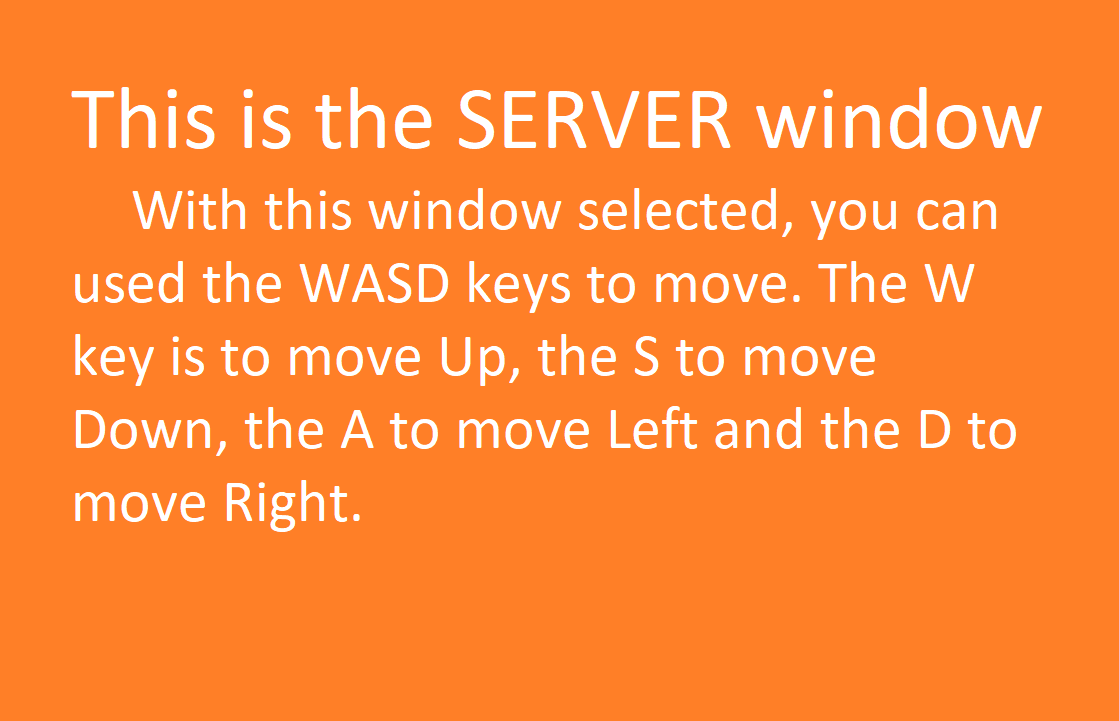 This is the SERVER window
With this window selected, you can
used the WASD keys to move. The W
key is to move Up, the S to move
Down, the A to move Left and the D to
move Right.